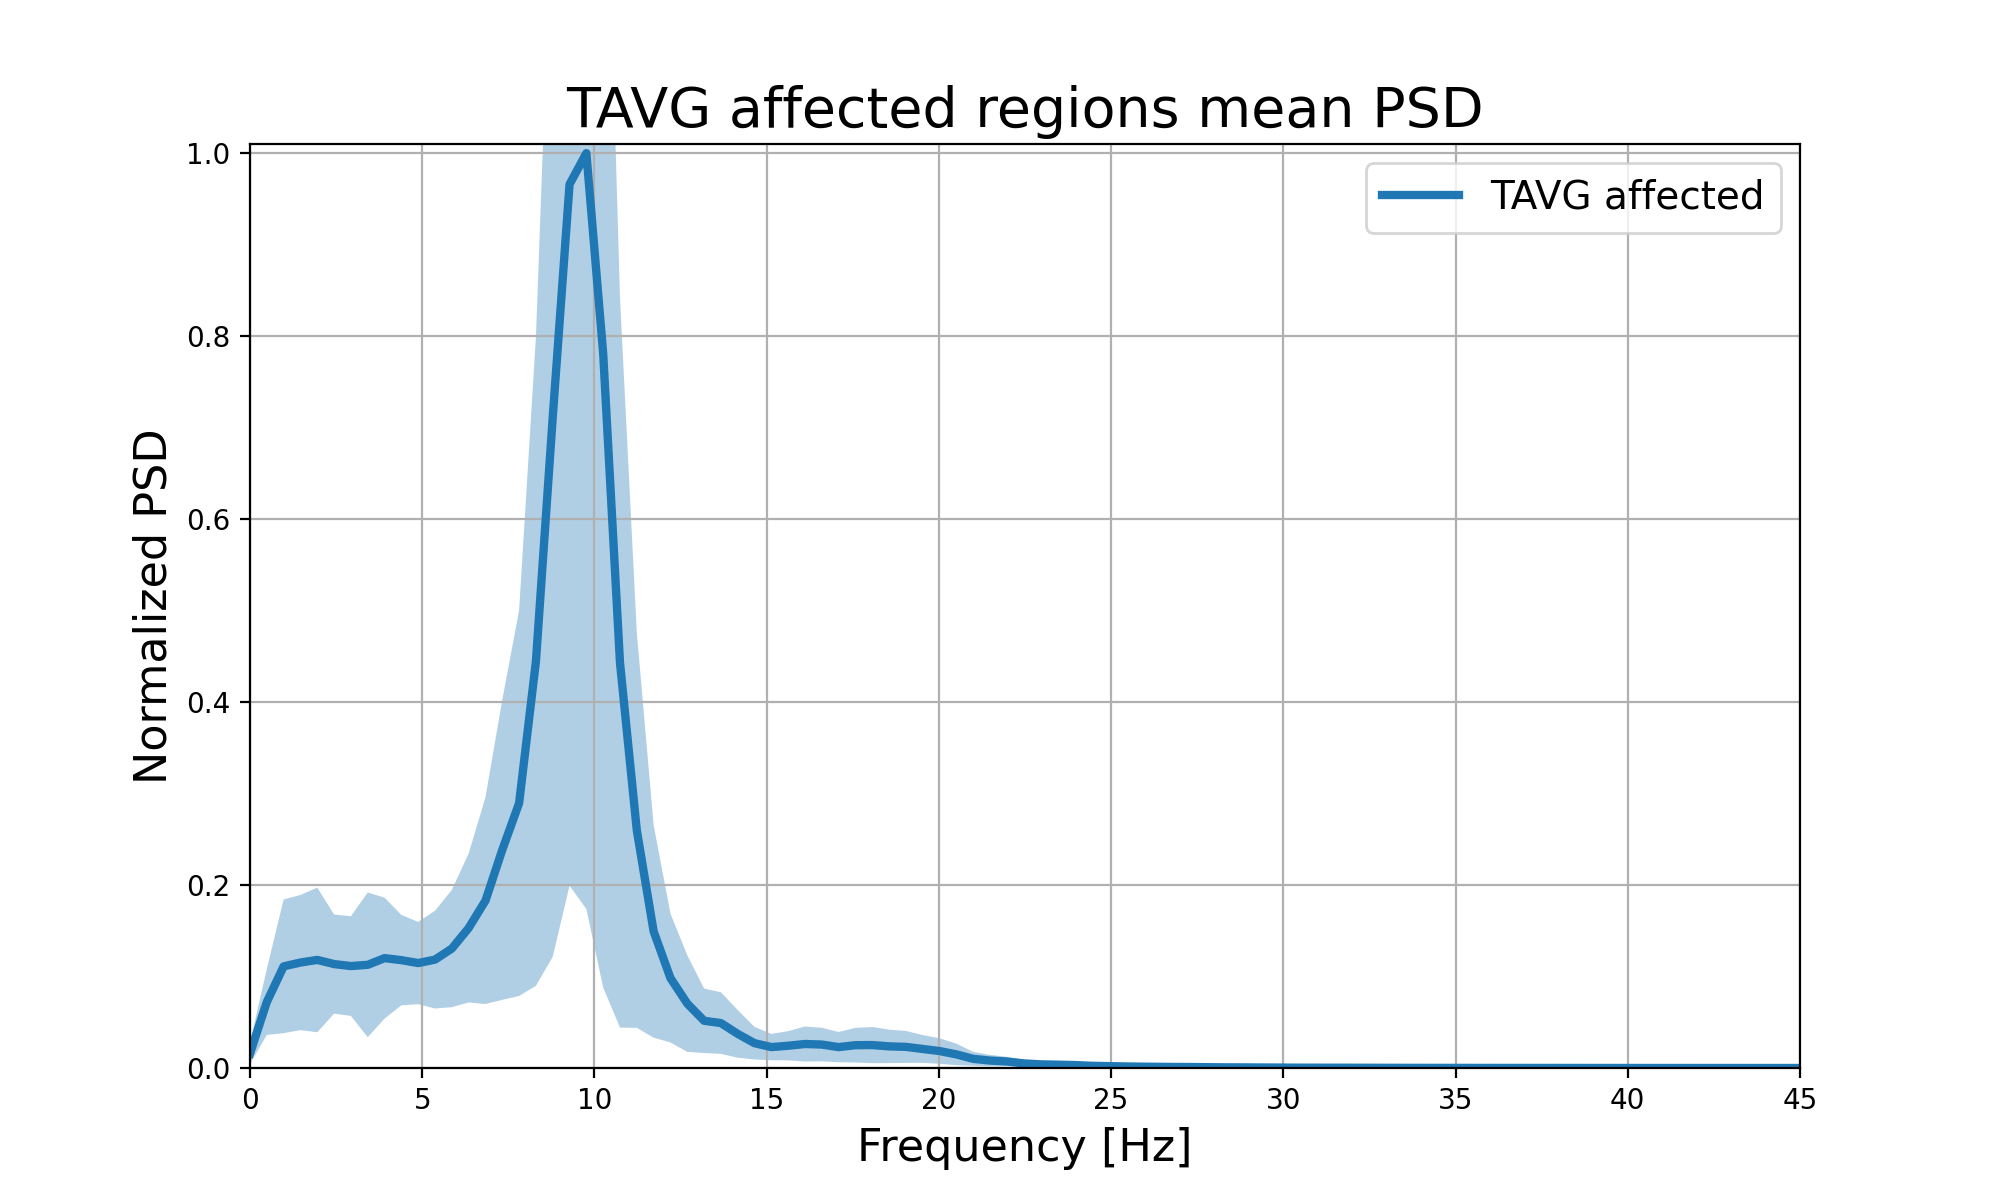 TAVG affected regions mean PSD
1.0
0.8
0.6
0.4
0.2
0.0
Normalized PSD
TAVG affected
0 5 10 15 20 25 30 35 40 45
Frequency [Hz]